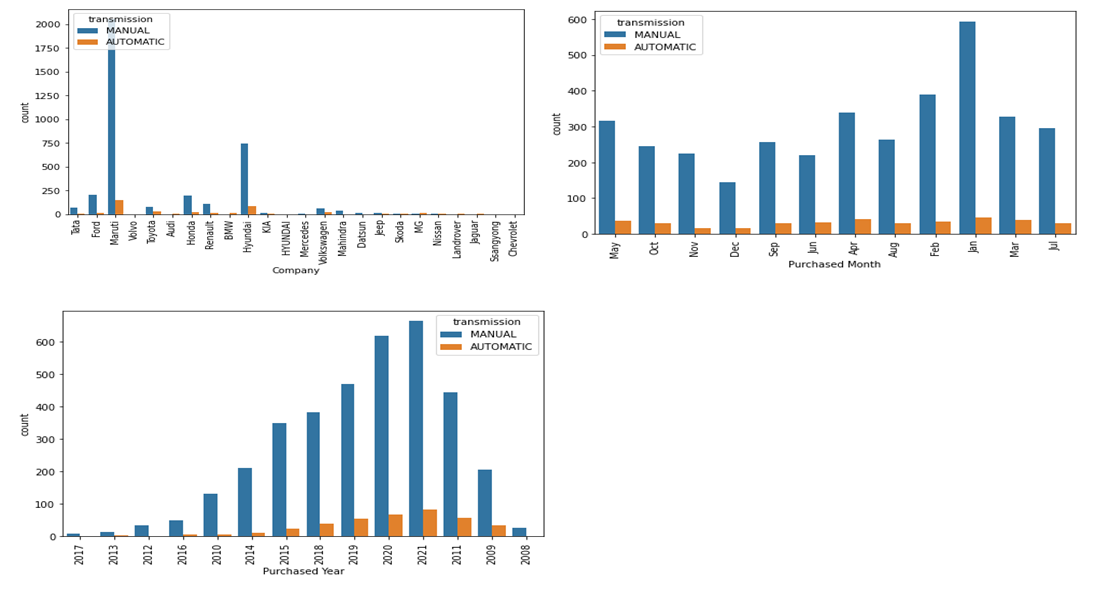 transmission
MANUAL
AUTOMATIC
2000
1750
1500
1250
1000
750
500
250
0
count
Tata Ford Maruti Volvo Toyota Audi Honda Renault BMW Hyundai KIA HYUNDAI Mercedes Volkswagen Mahindra Datsun Jeep Skoda MG Nissan Landrover Jaguar Ssangyong Chevrolet
Company
transmission
MANUAL
AUTOMATIC
600
500
400
300
200
100
0
count
May Oct Nov Dec Sep Jun Apr Aug Feb Jan Mar Jul
Purchased Month
transmission
MANUAL
AUTOMATIC
600
500
400
300
200
100
0
count
2017 2013 2012 2016 2010 2014 2015 2018 2019 2020 2021 2011 2009 2008
Purchased Year